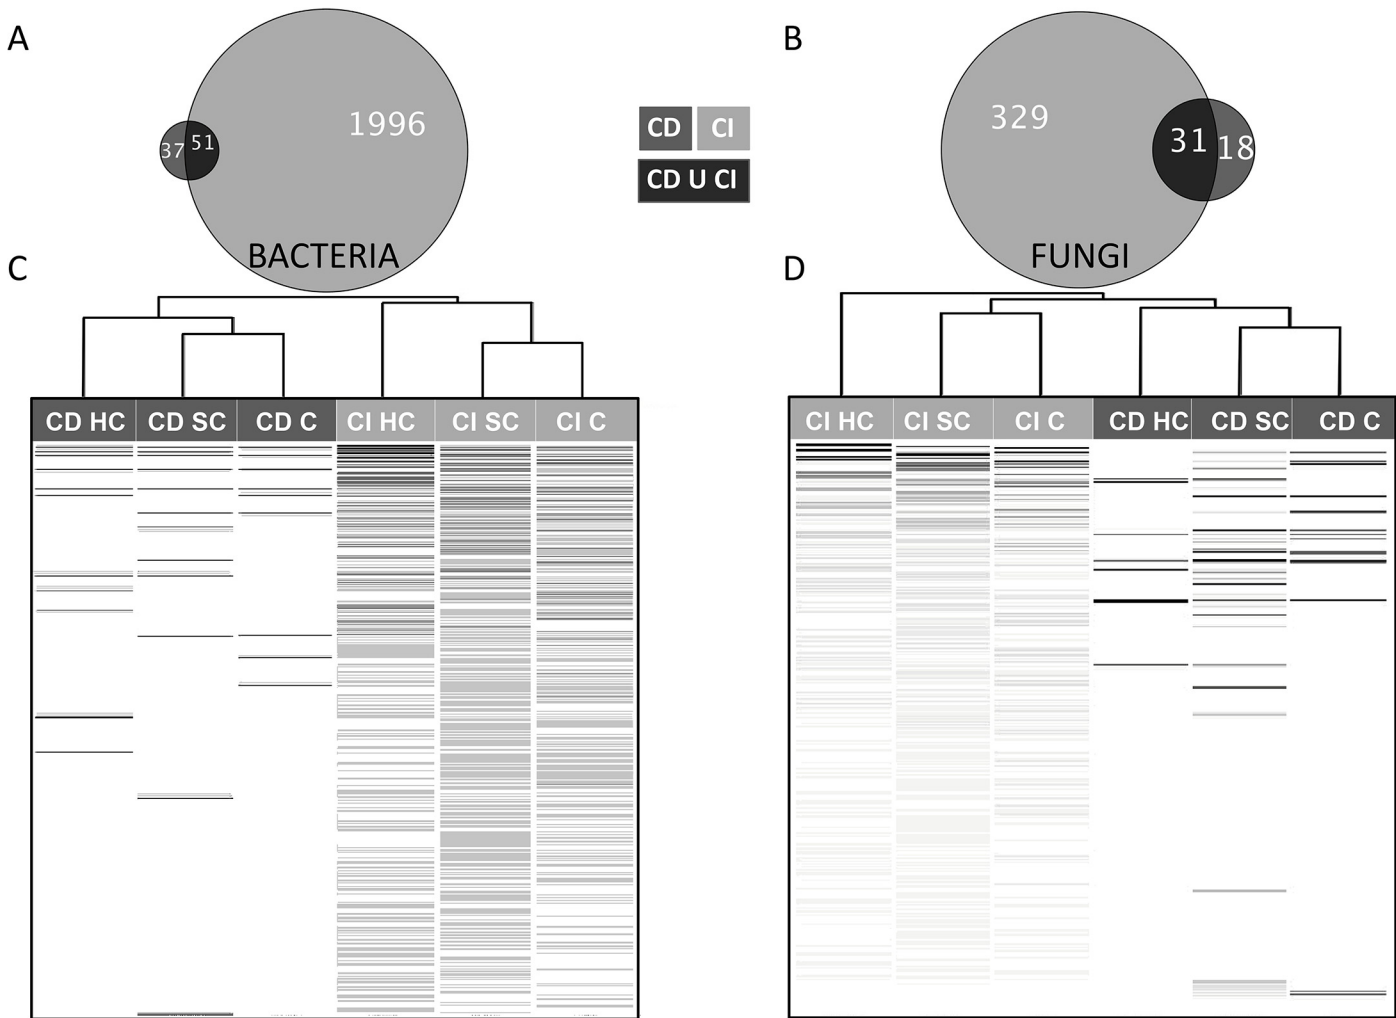 A
B
1996
37
51
BACTERIA
CD
CI
CD U CI
329
31
18
FUNGI
C
D
CD HC
CD SC
CD C
CI HC
CI SC
CI C
CI HC
CI SC
CI C
CD HC
CD SC
CD C